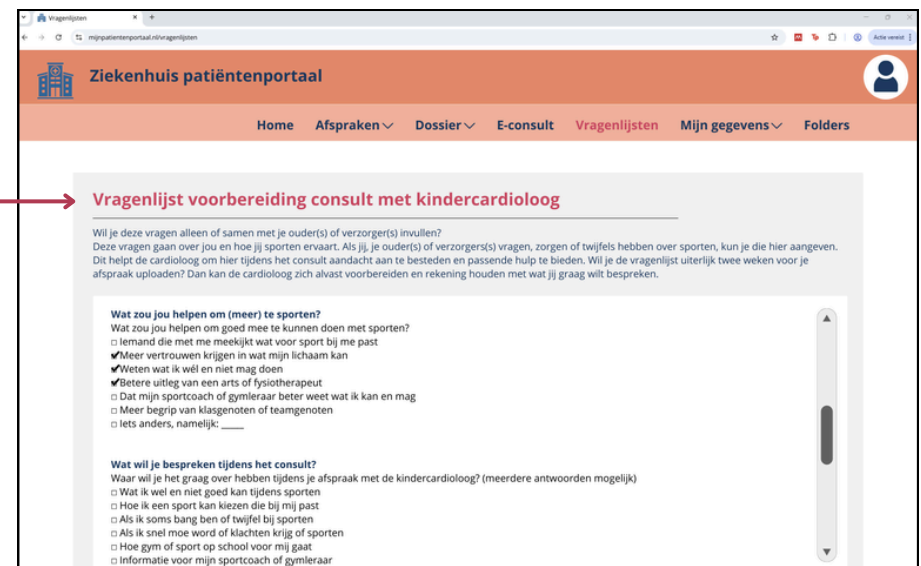 Vragenlijsten
mijnpatientenportaal.nl/vragenlijsten
Actie vereist
Ziekenhuis patiëntenportaal
Home Afspraken Dossier E-consult Vragenlijsten Mijn gegevens Folders
Vragenlijst voorbereiding consult met kindercardioloog
Wil je deze vragen alleen of samen met je ouder(s) of verzorger(s) invullen?
Deze vragen gaan over jou en hoe jij sporten ervaart. Als jij, je ouder(s) of verzorgers(s) vragen, zorgen of twijfels hebben over sporten, kun je die hier aangeven.
Dit helpt de cardioloog om hier tijdens het consult aandacht aan te besteden en passende hulp te bieden. Wil je de vragenlijst uiterlijk twee weken voor je
afspraak uploaden? Dan kan de cardioloog zich alvast voorbereiden en rekening houden met wat jij graag wilt bespreken.
Wat zou jou helpen om (meer) te sporten?
Wat zou jou helpen om goed mee te kunnen doen met sporten?
□ Iemand die met me meekijkt wat voor sport bij me past
✔Meer vertrouwen krijgen in wat mijn lichaam kan
✔Weten wat ik wél en niet mag doen
✔Betere uitleg van een arts of fysiotherapeut
□ Dat mijn sportcoach of gymleraar beter weet wat ik kan en mag
□ Meer begrip van klasgenoten of teamgenoten
□ Iets anders, namelijk: _____
Wat wil je bespreken tijdens het consult?
Waar wil je het graag over hebben tijdens je afspraak met de kindercardioloog? (meerdere antwoorden mogelijk)
□ Wat ik wel en niet goed kan tijdens sporten
□ Hoe ik een sport kan kiezen die bij mij past
□ Als ik soms bang ben of twijfel bij sporten
□ Als ik snel moe word of klachten krijg of sporten
□ Hoe gym of sport op school voor mij gaat
□ Informatie voor mijn sportcoach of gymleraar